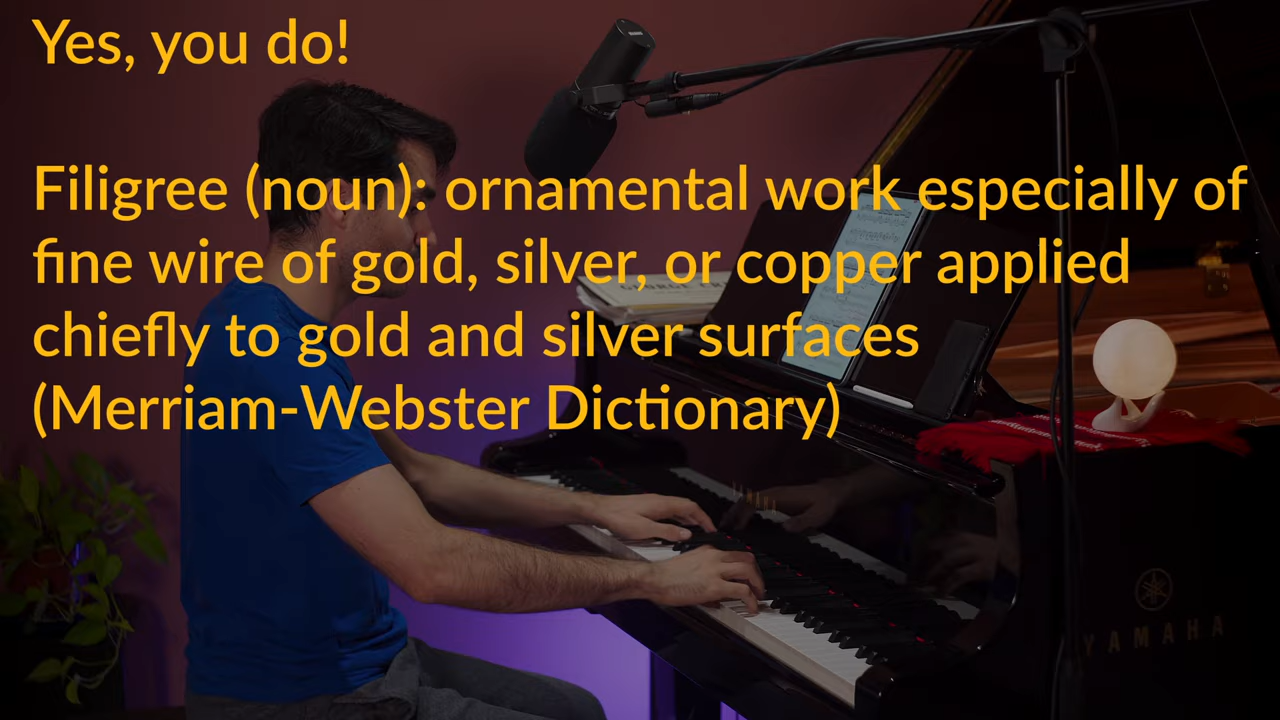 Yes, you do!
Filigree (noun): ornamental work especially of
fine wire of gold, silver, or copper applied
chiefly to gold and silver surfaces
(Merriam-Webster Dictionary)
YAMAHA
YAMAHA